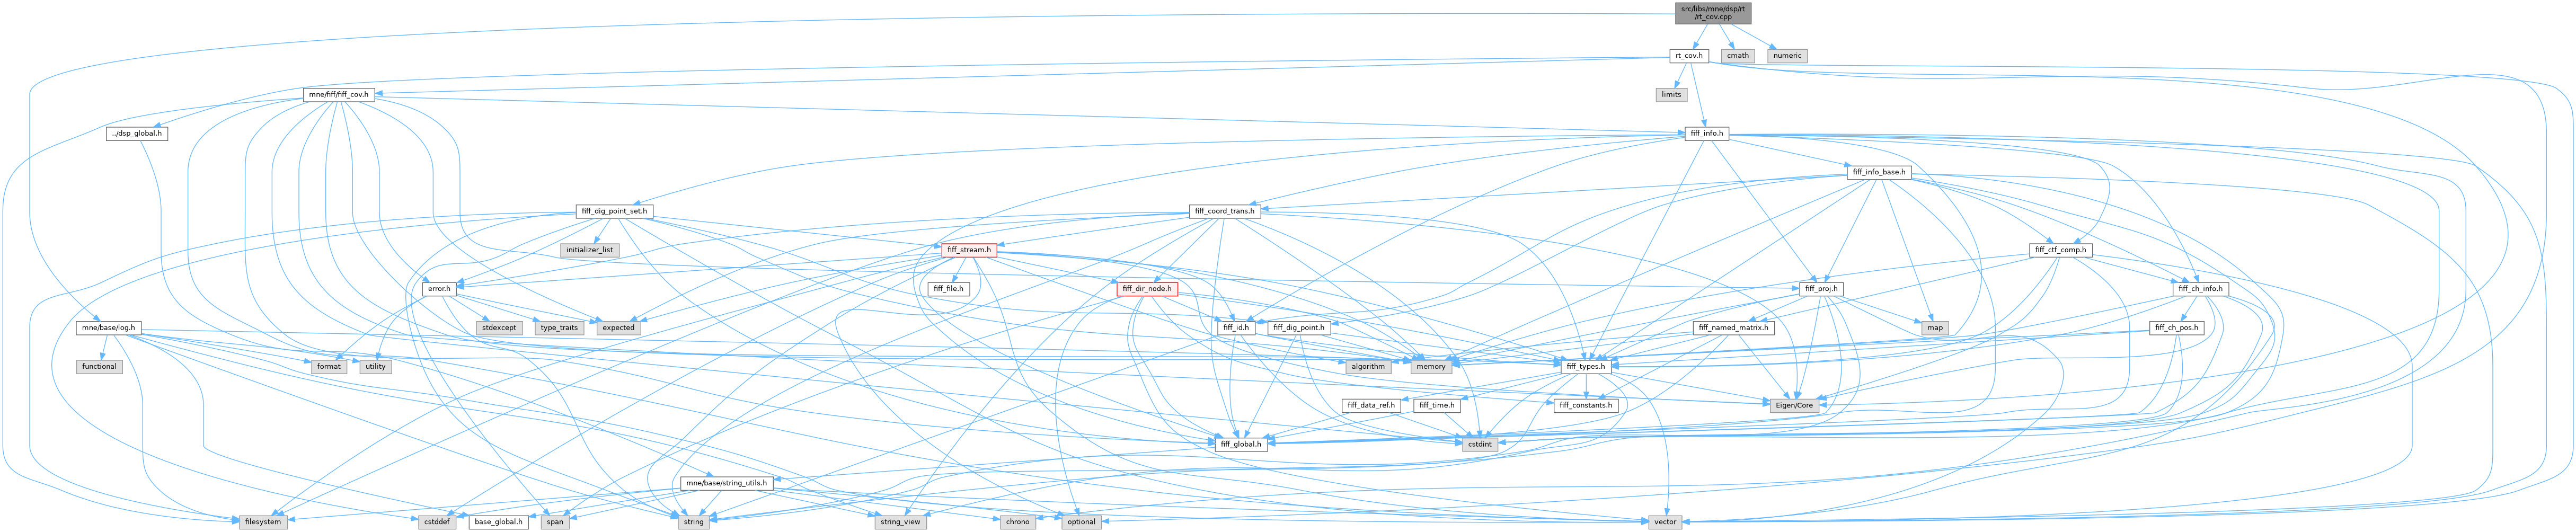 src/libs/mne/dsp/rt
/rt_cov.cpp
rt_cov.h
cmath
numeric
limits
mne/fiff/fiff_cov.h
../dsp_global.h
fiff_info.h
fiff_info_base.h
fiff_dig_point_set.h
fiff_coord_trans.h
initializer_list
fiff_stream.h
fiff_ctf_comp.h
error.h
fiff_file.h
fiff_dir_node.h
fiff_proj.h
fiff_ch_info.h
mne/base/log.h
stdexcept
type_traits
expected
fiff_id.h
fiff_dig_point.h
fiff_named_matrix.h
map
fiff_ch_pos.h
functional
format
utility
algorithm
memory
fiff_types.h
fiff_data_ref.h
fiff_time.h
fiff_constants.h
Eigen/Core
fiff_global.h
cstdint
mne/base/string_utils.h
filesystem
cstddef
base_global.h
span
string
string_view
chrono
optional
vector